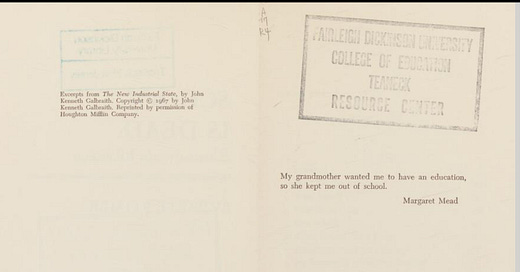 Excerpts from The New Industrial State, by John
Kenneth Galbraith. Copyright © 1967 by John
Kenneth Galbraith. Reprinted by permission of
Houghton Mifflin Company.
FAIRLEIGH DICKINSON UNIVERSITY
COLLEGE OF EDUCATION
TEANECK
RESOURCE CENTER
My grandmother wanted me to have an education,
so she kept me out of school.
Margaret Mead